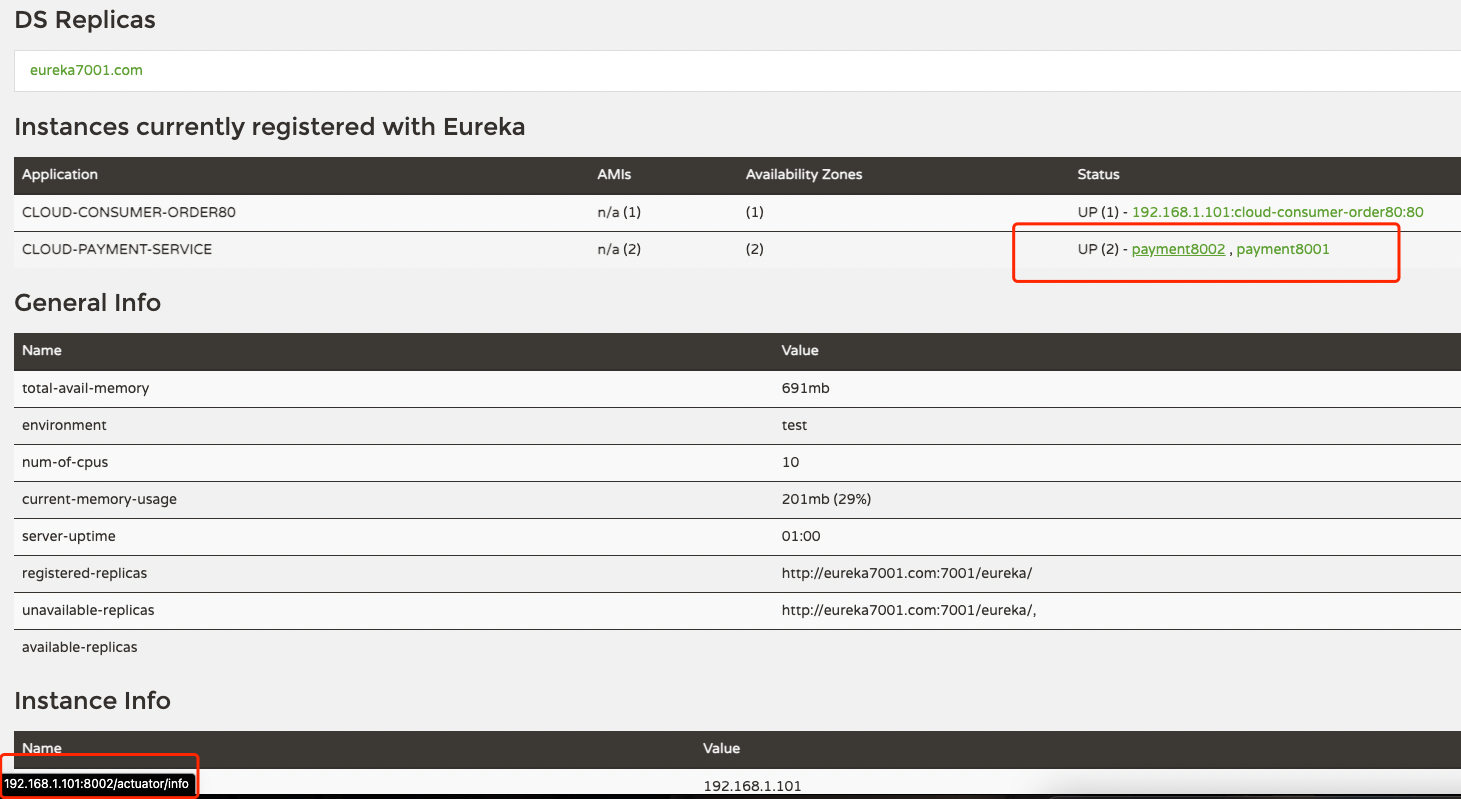 DS Replicas
eureka7001.com
Instances currently registered with Eureka
Application AMIs Availability Zones Status
CLOUD-CONSUMER-ORDER80 n/a (1) (1) UP (1) - 192.168.1.101:cloud-consumer-order80:80
CLOUD-PAYMENT-SERVICE n/a (2) (2) UP (2) - payment8002 , payment8001
General Info
Name Value
total-avail-memory 691mb
environment test
num-of-cpus 10
current-memory-usage 201mb (29%)
server-uptime 01:00
registered-replicas http://eureka7001.com:7001/eureka/
unavailable-replicas http://eureka7001.com:7001/eureka/,
available-replicas
Instance Info
Name Value
192.168.1.101:8002/actuator/info 192.168.1.101